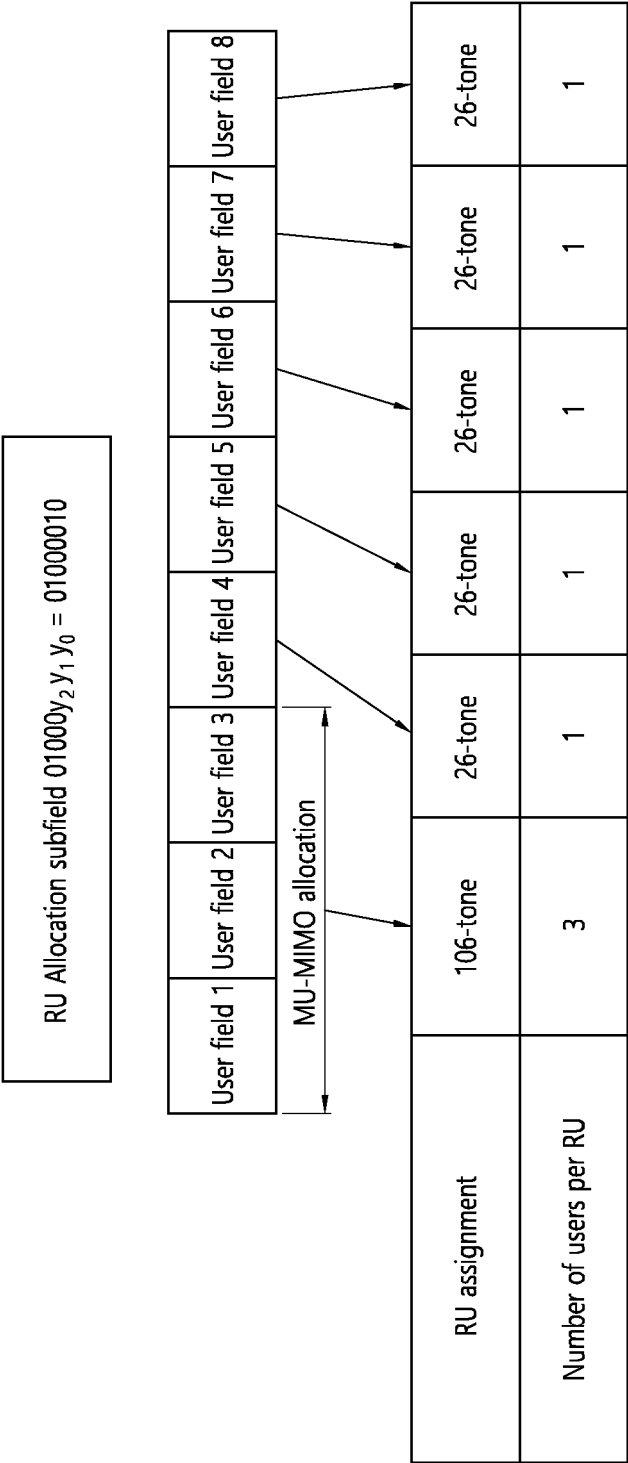 RU Allocation subfield 01000y₂y₁y₀ = 01000010
User field 1 User field 2 User field 3 User field 4 User field 5 User field 6 User field 7 User field 8
MU-MIMO allocation
RU assignment 106-tone 26-tone 26-tone 26-tone 26-tone 26-tone
Number of users per RU 3 1 1 1 1 1